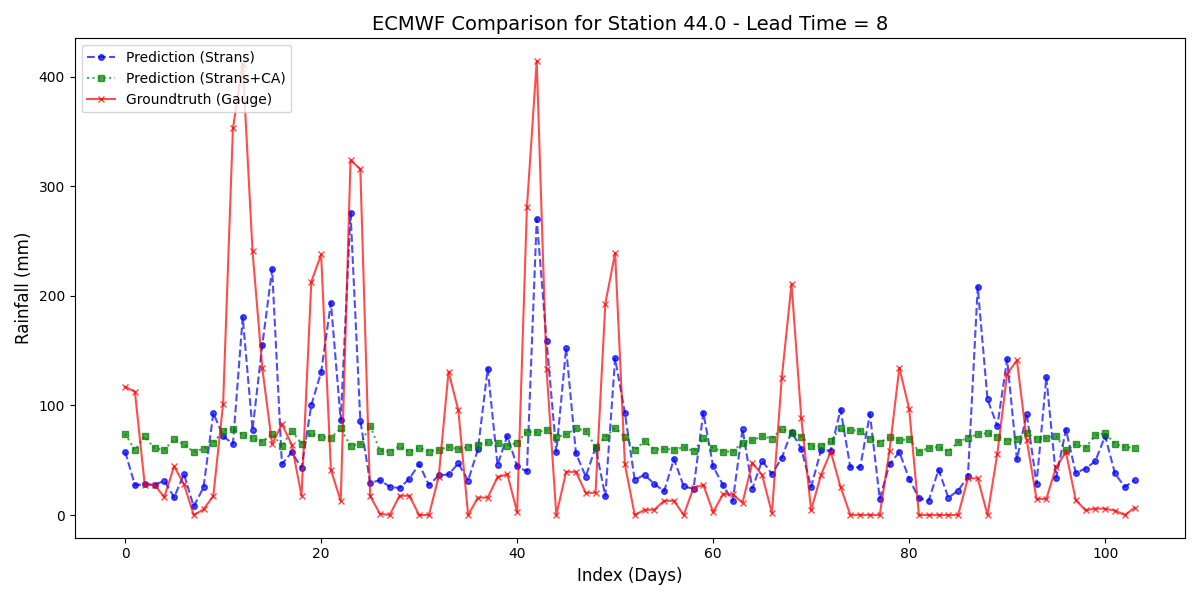 ECMWF Comparison for Station 44.0 - Lead Time = 8
Prediction (Strans)
Prediction (Strans+CA)
Groundtruth (Gauge)
Rainfall (mm)
400
300
200
100
0
0 20 40 60 80 100
Index (Days)